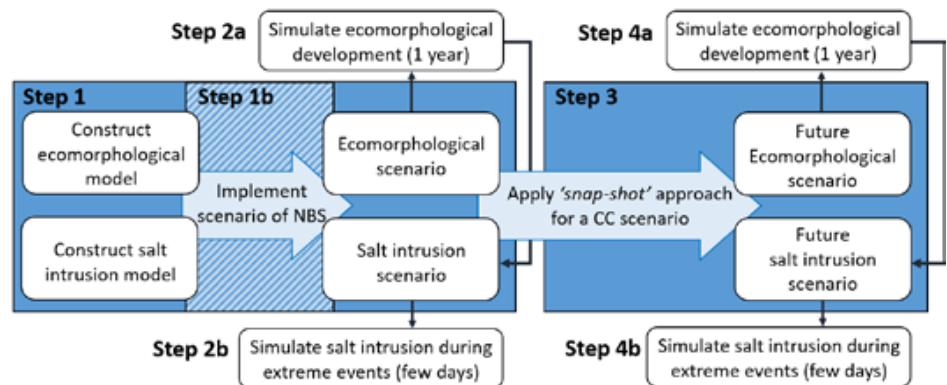 Step 2a
Simulate ecomorphological
development (1 year)
Step 4a
Simulate ecomorphological
development (1 year)
Step 1
Step 1b
Step 3
Construct
ecomorphological
model
Ecomorphological
scenario
Future
Ecomorphological
scenario
Implement
scenario of NBS
Apply ‘snap-shot’ approach
for a CC scenario
Construct salt
intrusion model
Salt intrusion
scenario
Future
salt intrusion
scenario
Step 2b
Simulate salt intrusion during
extreme events (few days)
Step 4b
Simulate salt intrusion during
extreme events (few days)